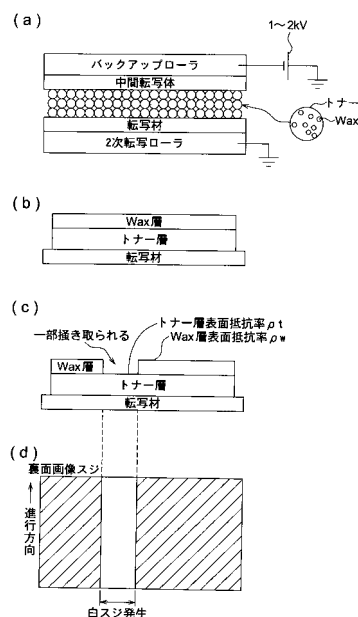 (a)
1～2kV
バックアップローラ
中間転写体
トナー
Wax
転写材
2次転写ローラ
(b)
Wax層
トナー層
転写材
(c)
トナー層表面抵抗率ρt
一部掻き取られる
Wax層表面抵抗率ρw
Wax層
トナー層
転写材
(d)
裏面画像スジ
進行方向
白スジ発生